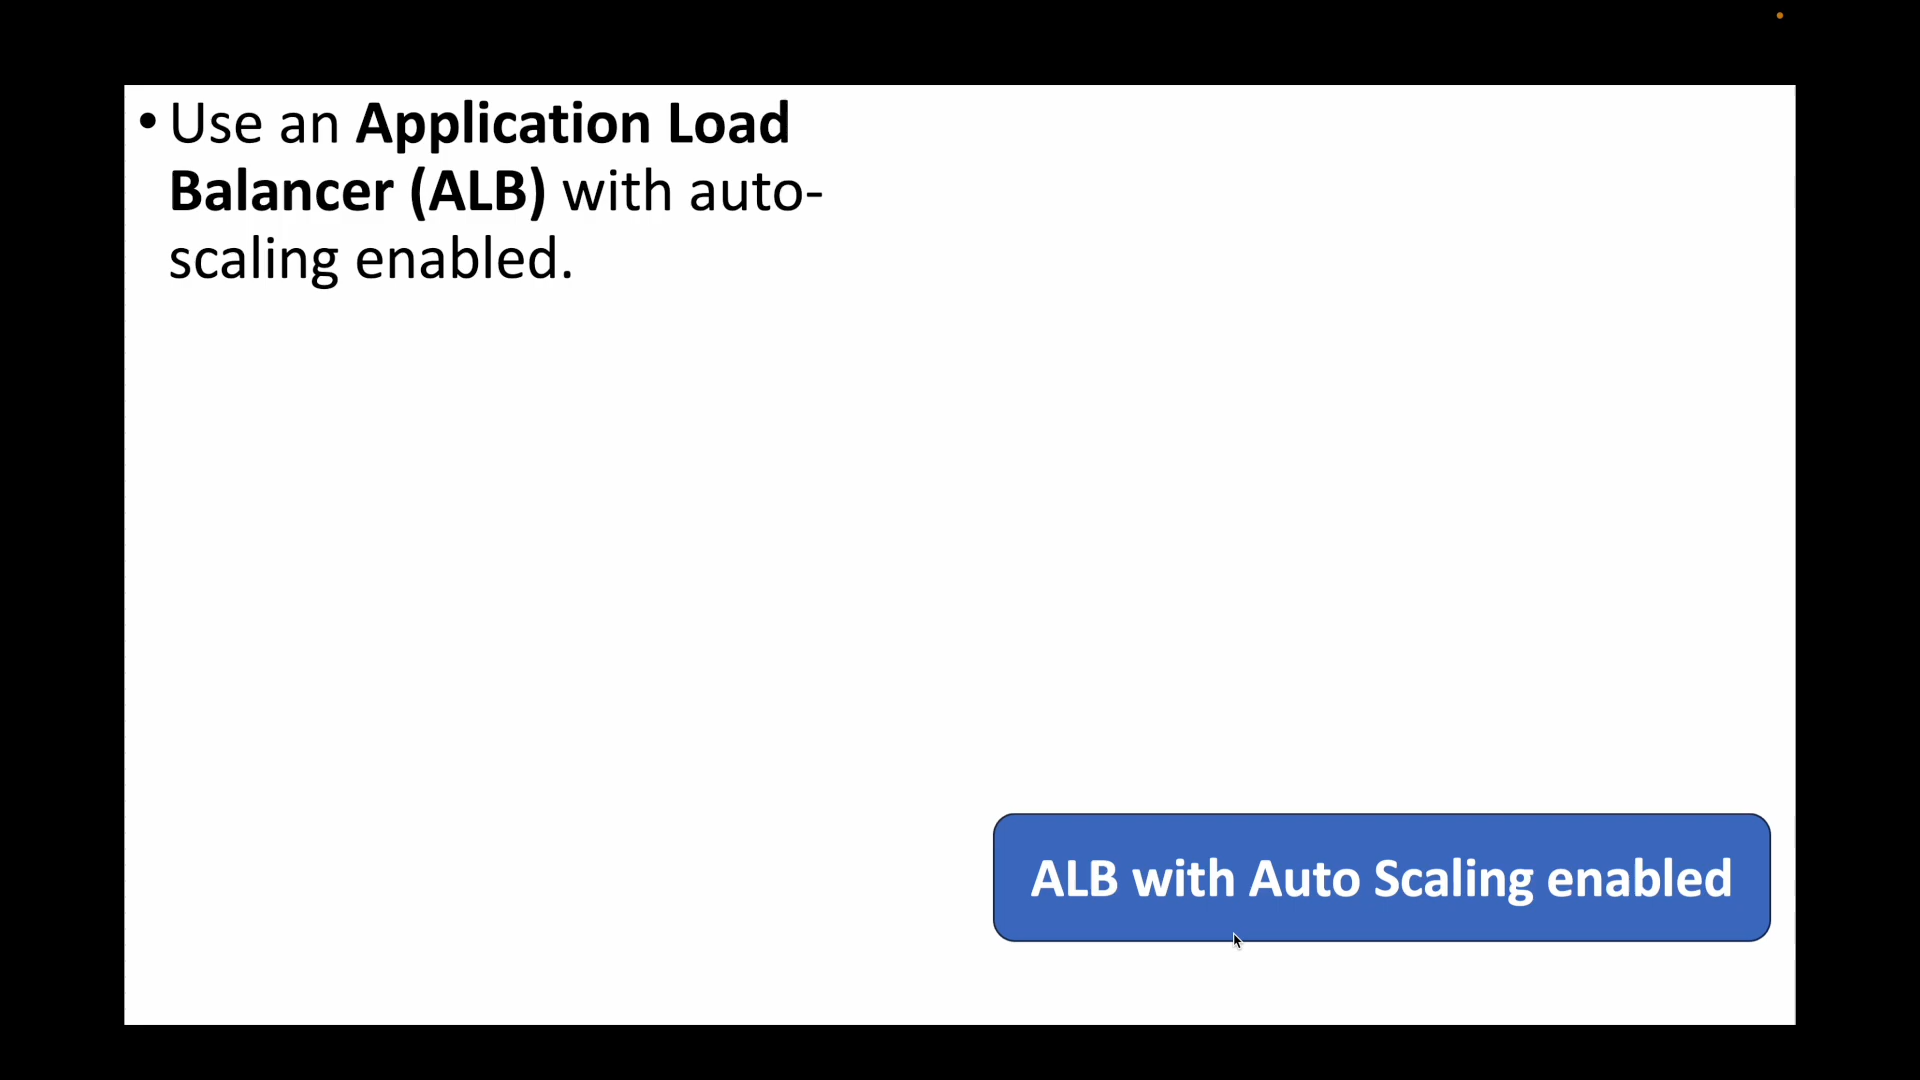 • Use an Application Load
Balancer (ALB) with auto-
scaling enabled.
ALB with Auto Scaling enabled